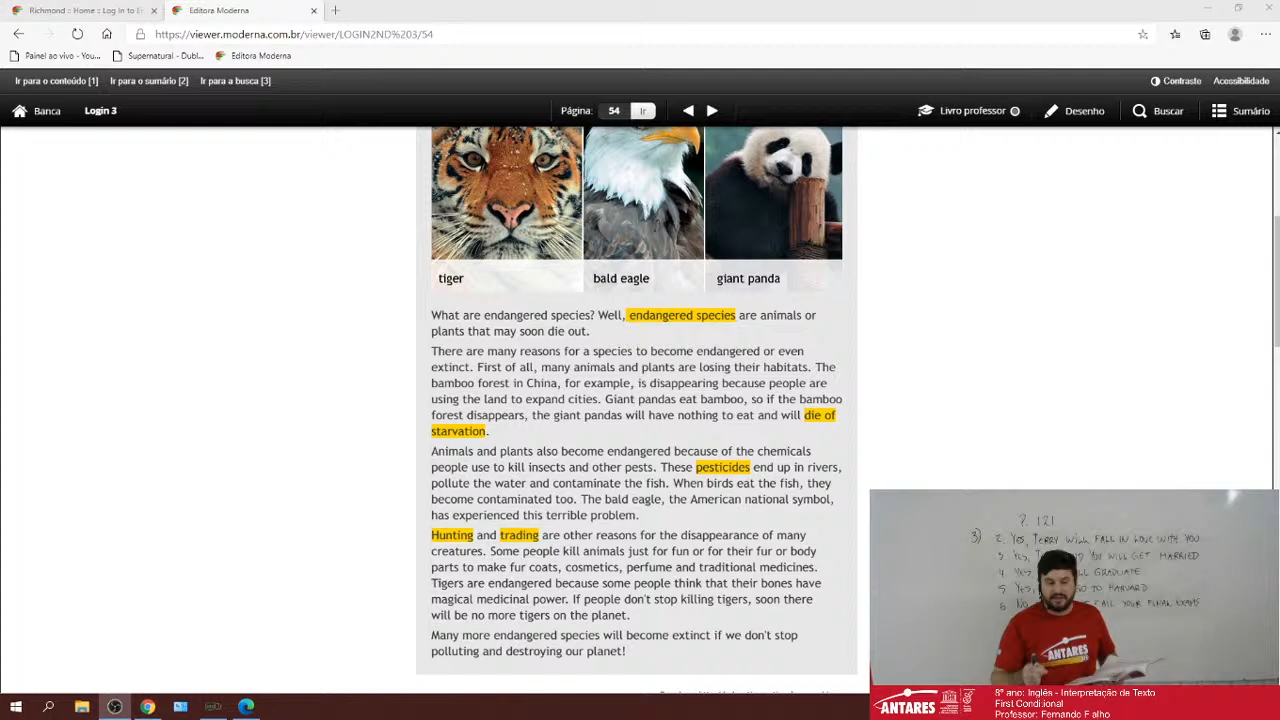 Richmond :: Home :: Log In to E
Editora Moderna
https://viewer.moderna.com.br/viewer/LOGIN2ND%203/54
Painel ao vivo - You...
Supernatural - Dubl...
Editora Moderna
Ir para o conteúdo [1]
Ir para o sumário [2]
Ir para a busca [3]
Contraste
Acessibilidade
Banca
Login 3
Página:
54
Ir
Livro professor
Desenho
Buscar
Sumário
tiger
bald eagle
giant panda
What are endangered species? Well, endangered species are animals or
plants that may soon die out.
There are many reasons for a species to become endangered or even
extinct. First of all, many animals and plants are losing their habitats. The
bamboo forest in China, for example, is disappearing because people are
using the land to expand cities. Giant pandas eat bamboo, so if the bamboo
forest disappears, the giant pandas will have nothing to eat and will die of
starvation.
Animals and plants also become endangered because of the chemicals
people use to kill insects and other pests. These pesticides end up in rivers,
pollute the water and contaminate the fish. When birds eat the fish, they
become contaminated too. The bald eagle, the American national symbol,
has experienced this terrible problem.
Hunting and trading are other reasons for the disappearance of many
creatures. Some people kill animals just for fun or for their fur or body
parts to make fur coats, cosmetics, perfume and traditional medicines.
Tigers are endangered because some people think that their bones have
magical medicinal power. If people don't stop killing tigers, soon there
will be no more tigers on the planet.
Many more endangered species will become extinct if we don't stop
polluting and destroying our planet!
P. 121
3) 2. YES, TERRY WILL FALL IN LOVE WITH YOU
3 YES, YOU WILL GET MARRIED
4 YES, GRADUATE
5 YES, GO TO HARVARD
6 No, YOUR FINAL EXAMS
ANTARES
ANTARES
8º ano: Inglês - Interpretação de Texto
First Conditional
Professor: Fernando Falho